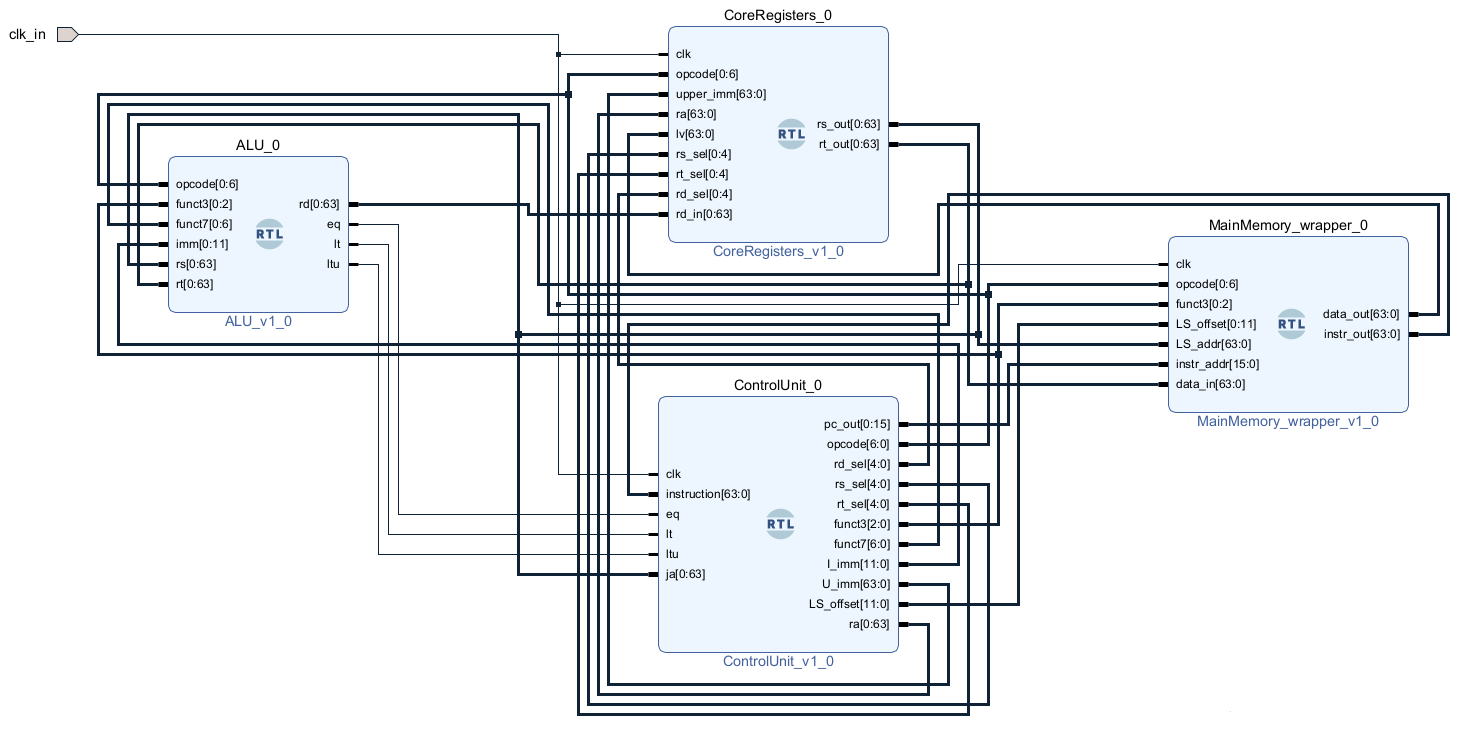 clk_in
CoreRegisters_0
clk
opcode[0:6]
upper_imm[63:0]
ra[63:0]
lv[63:0]
rs_sel[0:4]
rt_sel[0:4]
rd_sel[0:4]
rd_in[0:63]
RTL
rs_out[0:63]
rt_out[0:63]
CoreRegisters_v1_0
ALU_0
opcode[0:6]
funct3[0:2]
funct7[0:6]
imm[0:11]
rs[0:63]
rt[0:63]
RTL
rd[0:63]
eq
lt
ltu
ALU_v1_0
MainMemory_wrapper_0
clk
opcode[0:6]
funct3[0:2]
LS_offset[0:11]
LS_addr[63:0]
instr_addr[15:0]
data_in[63:0]
RTL
data_out[63:0]
instr_out[63:0]
MainMemory_wrapper_v1_0
ControlUnit_0
clk
instruction[63:0]
eq
lt
ltu
ja[0:63]
RTL
pc_out[0:15]
opcode[6:0]
rd_sel[4:0]
rs_sel[4:0]
rt_sel[4:0]
funct3[2:0]
funct7[6:0]
I_imm[11:0]
U_imm[63:0]
LS_offset[11:0]
ra[0:63]
ControlUnit_v1_0